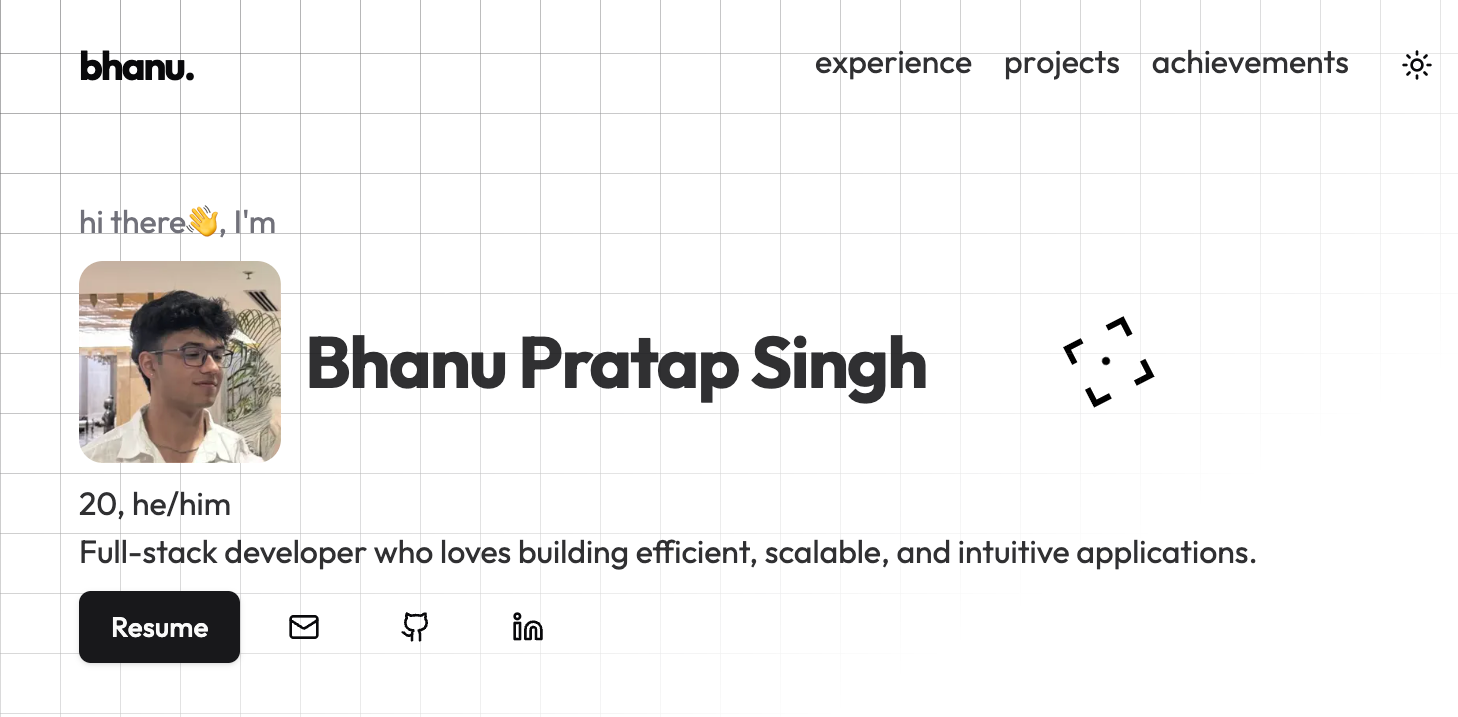 bhanu.
experience projects achievements
hi there👋, I'm
Bhanu Pratap Singh
20, he/him
Full-stack developer who loves building efficient, scalable, and intuitive applications.
Resume